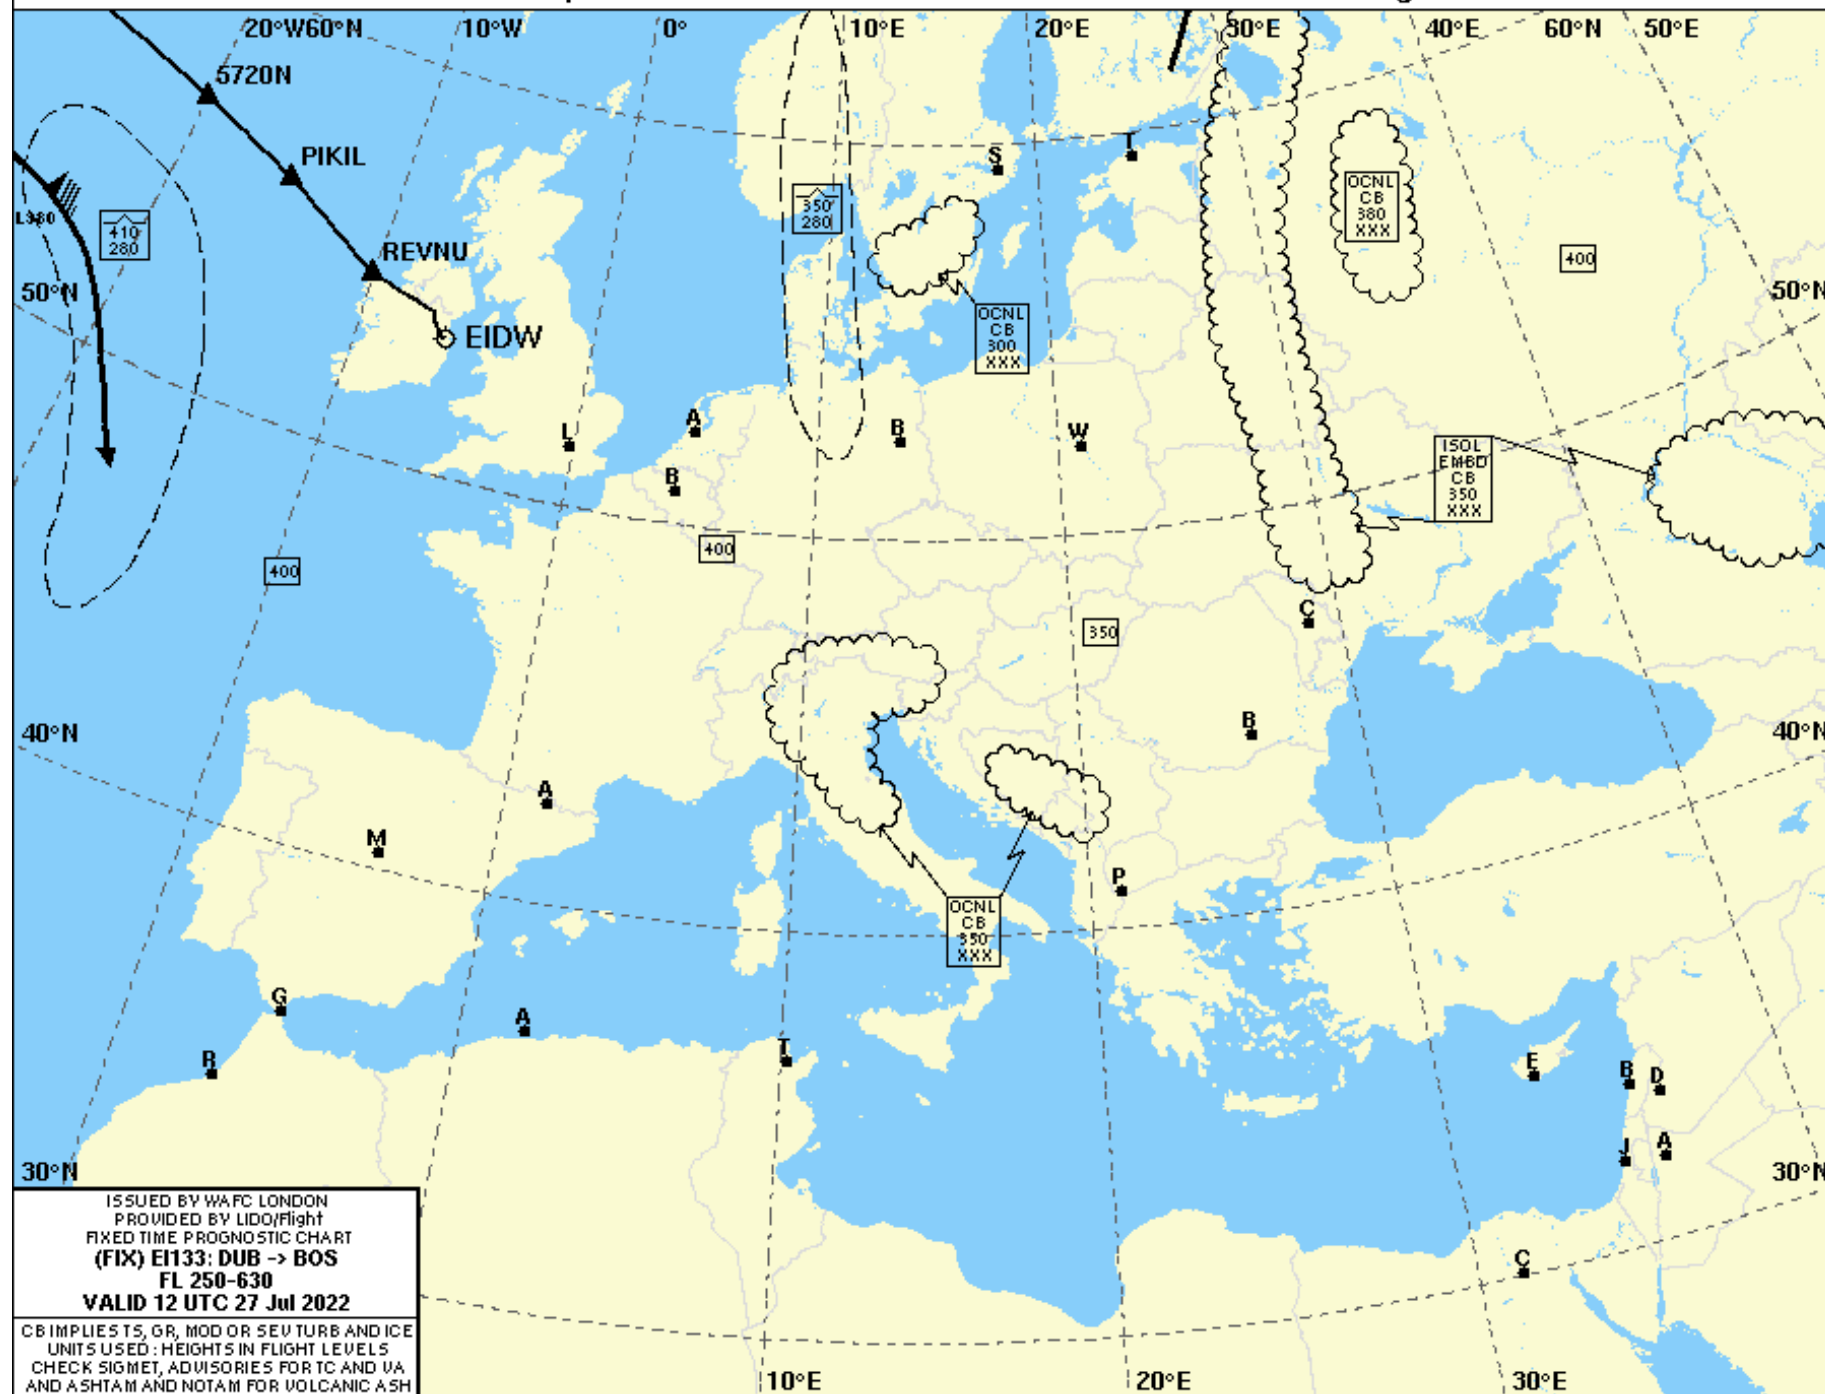 20°W60°N
10°W
0°
10°E
20°E
30°E
40°E
60°N
50°E
5720N
PIKIL
REVNU
EIDW
L380
410
280
350
280
S
T
OCNL
CB
380
XXX
400
50°N
50°N
OCNL
CB
300
XXX
L
A
B
B
W
ISOL
EMBD
CB
350
XXX
400
400
C
350
B
40°N
40°N
A
M
P
OCNL
CB
350
XXX
G
A
R
T
E
B
D
J
A
30°N
30°N
C
ISSUED BY WAFC LONDON
PROVIDED BY LIDO/Flight
FIXED TIME PROGNOSTIC CHART
(FIX) EI133: DUB -> BOS
FL 250-630
VALID 12 UTC 27 Jul 2022
CB IMPLIES TS, GR, MOD OR SEV TURB AND ICE
UNITS USED : HEIGHTS IN FLIGHT LEVELS
CHECK SIGMET, ADVISORIES FOR TC AND VA
AND ASHTAM AND NOTAM FOR VOLCANIC ASH
10°E
20°E
30°E